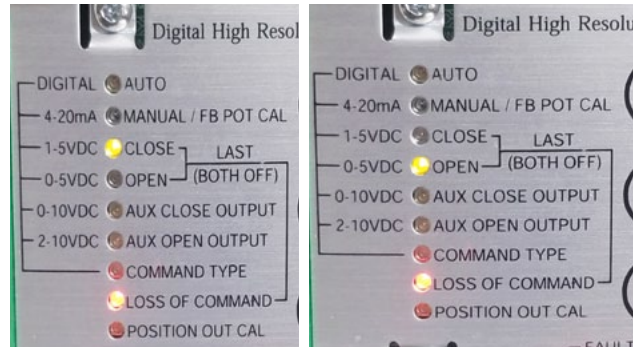 Digital High Resol
DIGITAL AUTO
4-20mA MANUAL / FB POT CAL
1-5VDC CLOSE LAST
0-5VDC OPEN (BOTH OFF)
0-10VDC AUX CLOSE OUTPUT
2-10VDC AUX OPEN OUTPUT
COMMAND TYPE
LOSS OF COMMAND
POSITION OUT CAL
Digital High Resolu
DIGITAL AUTO
4-20mA MANUAL / FB POT CAL
1-5VDC CLOSE LAST
0-5VDC OPEN (BOTH OFF)
0-10VDC AUX CLOSE OUTPUT
2-10VDC AUX OPEN OUTPUT
COMMAND TYPE
LOSS OF COMMAND
POSITION OUT CAL